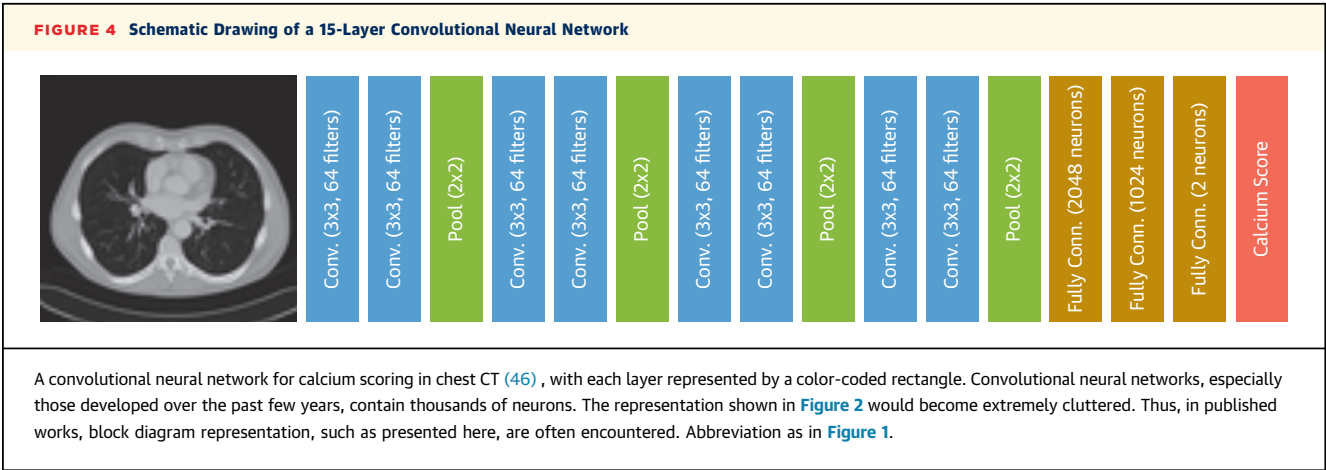 FIGURE 4 Schematic Drawing of a 15-Layer Convolutional Neural Network
Conv. (3x3, 64 filters)
Conv. (3x3, 64 filters)
Pool (2x2)
Conv. (3x3, 64 filters)
Conv. (3x3, 64 filters)
Pool (2x2)
Conv. (3x3, 64 filters)
Conv. (3x3, 64 filters)
Pool (2x2)
Conv. (3x3, 64 filters)
Conv. (3x3, 64 filters)
Pool (2x2)
Fully Conn. (2048 neurons)
Fully Conn. (1024 neurons)
Fully Conn. (2 neurons)
Calcium Score
A convolutional neural network for calcium scoring in chest CT (46) , with each layer represented by a color-coded rectangle. Convolutional neural networks, especially
those developed over the past few years, contain thousands of neurons. The representation shown in Figure 2 would become extremely cluttered. Thus, in published
works, block diagram representation, such as presented here, are often encountered. Abbreviation as in Figure 1.